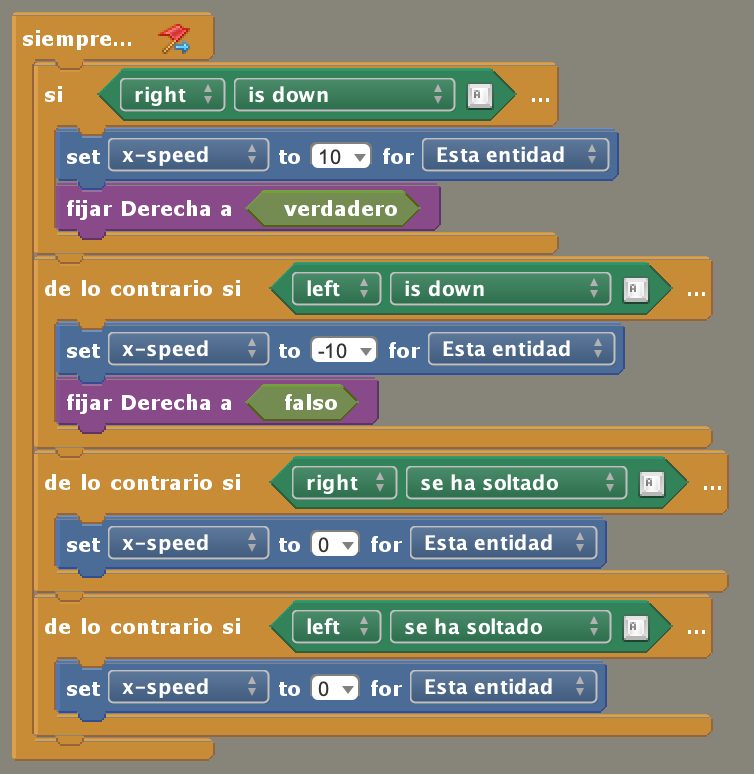 siempre...
si right is down A ...
set x-speed to 10 for Esta entidad
fijar Derecha a verdadero
de lo contrario si left is down A ...
set x-speed to -10 for Esta entidad
fijar Derecha a falso
de lo contrario si right se ha soltado A ...
set x-speed to 0 for Esta entidad
de lo contrario si left se ha soltado A ...
set x-speed to 0 for Esta entidad